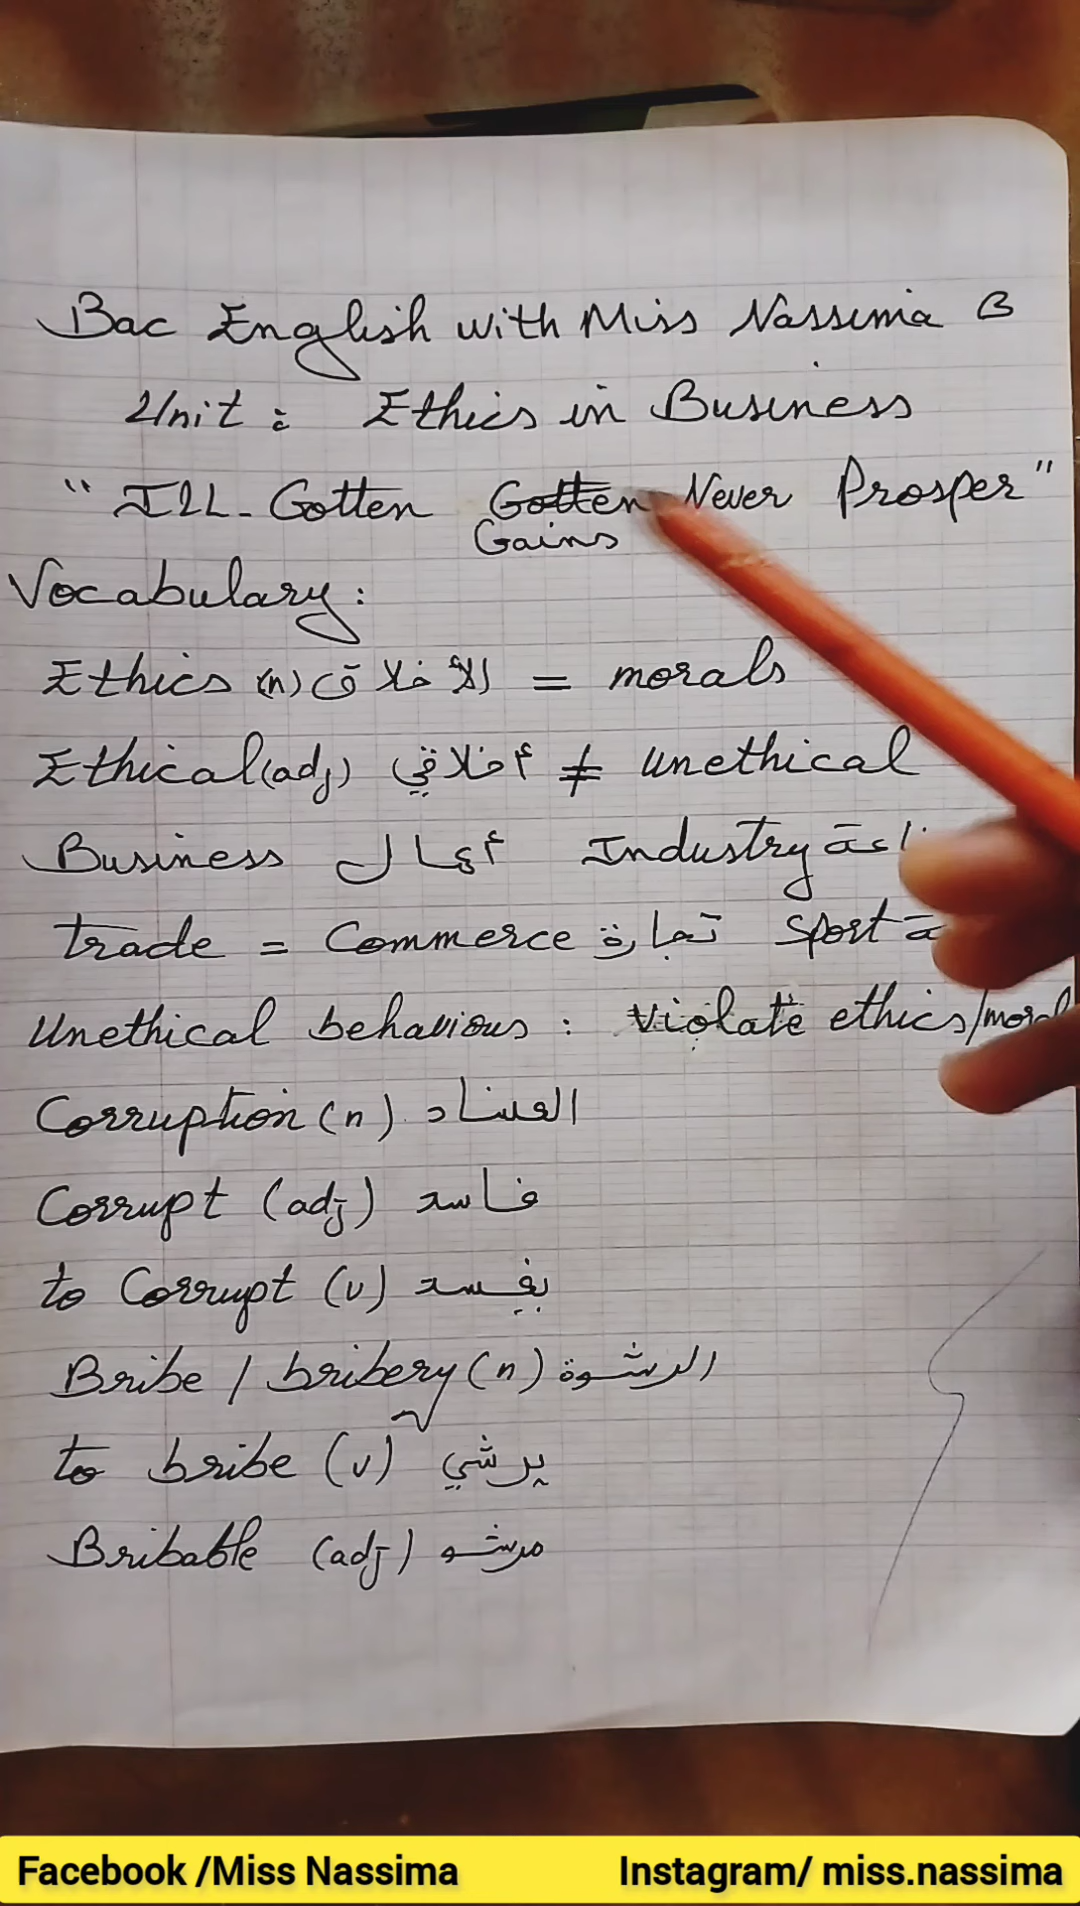 Bac English with Miss Nassima B
Unit : Ethics in Business
"Ill-Gotten Gotten Never Prosper"
Gains
Vocabulary:
Ethics (n) الأخلاق = morals
Ethical (adj) أخلاقي ≠ unethical
Business أعمال Industry
trade = Commerce تجارة Sport
Unethical behaviours : violate ethics/moral
Corruption (n) الفساد
Corrupt (adj) فاسد
to Corrupt (v) يفسد
Bribe / bribery (n) الرشوة
to bribe (v) يرشي
Bribable (adj) مرشو
Facebook /Miss Nassima Instagram/ miss.nassima